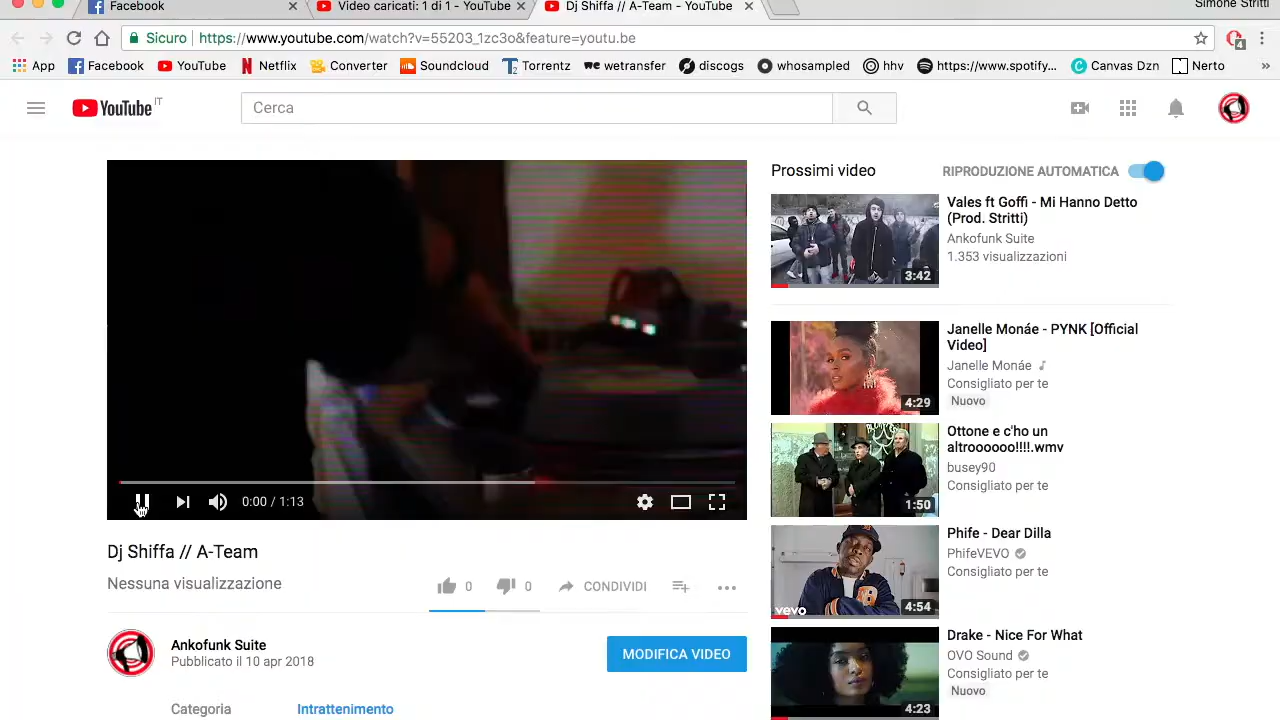 Facebook
Video caricati: 1 di 1 - YouTube
Dj Shiffa // A-Team - YouTube
Simone Stritti
Sicuro
https://www.youtube.com/watch?v=55203_1zc3o&feature=youtu.be
4
App
Facebook
YouTube
Netflix
Converter
Soundcloud
Torrentz
we wetransfer
discogs
whosampled
hhv
https://www.spotify...
Canvas Dzn
Nerto
»
YouTube IT
Cerca
Prossimi video
RIPRODUZIONE AUTOMATICA
Vales ft Goffi - Mi Hanno Detto
(Prod. Stritti)
Ankofunk Suite
1.353 visualizzazioni
3:42
Janelle Monáe - PYNK [Official
Video]
Janelle Monáe
Consigliato per te
Nuovo
4:29
Ottone e c'ho un
altroooooo!!!!.wmv
busey90
Consigliato per te
1:50
Phife - Dear Dilla
PhifeVEVO
Consigliato per te
vevo
4:54
Drake - Nice For What
OVO Sound
Consigliato per te
Nuovo
4:23
0:00 / 1:13
Dj Shiffa // A-Team
Nessuna visualizzazione
0
0
CONDIVIDI
Ankofunk Suite
Pubblicato il 10 apr 2018
MODIFICA VIDEO
Categoria
Intrattenimento